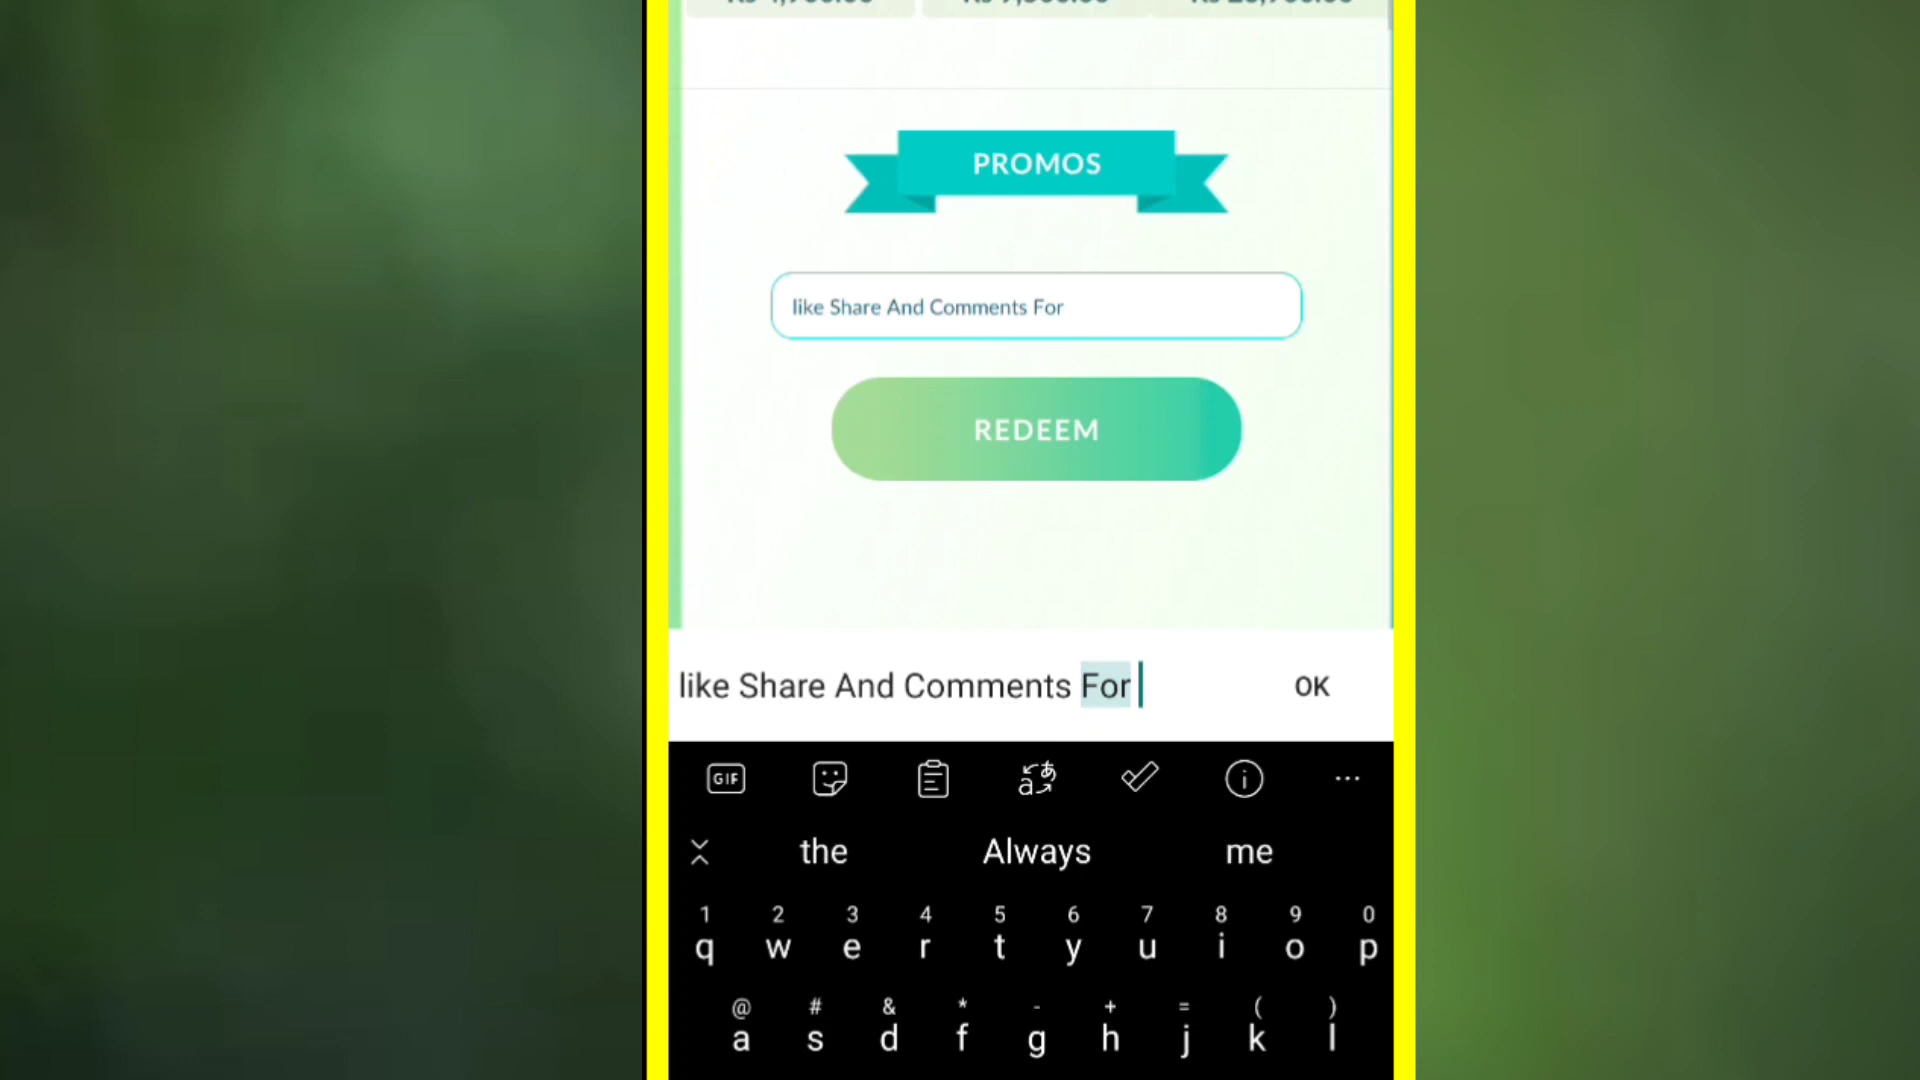 PROMOS
like Share And Comments For
REDEEM
like Share And Comments For OK
GIF
the Always me
1 2 3 4 5 6 7 8 9 0
q w e r t y u i o p
@ # & * - + = ( )
a s d f g h j k l